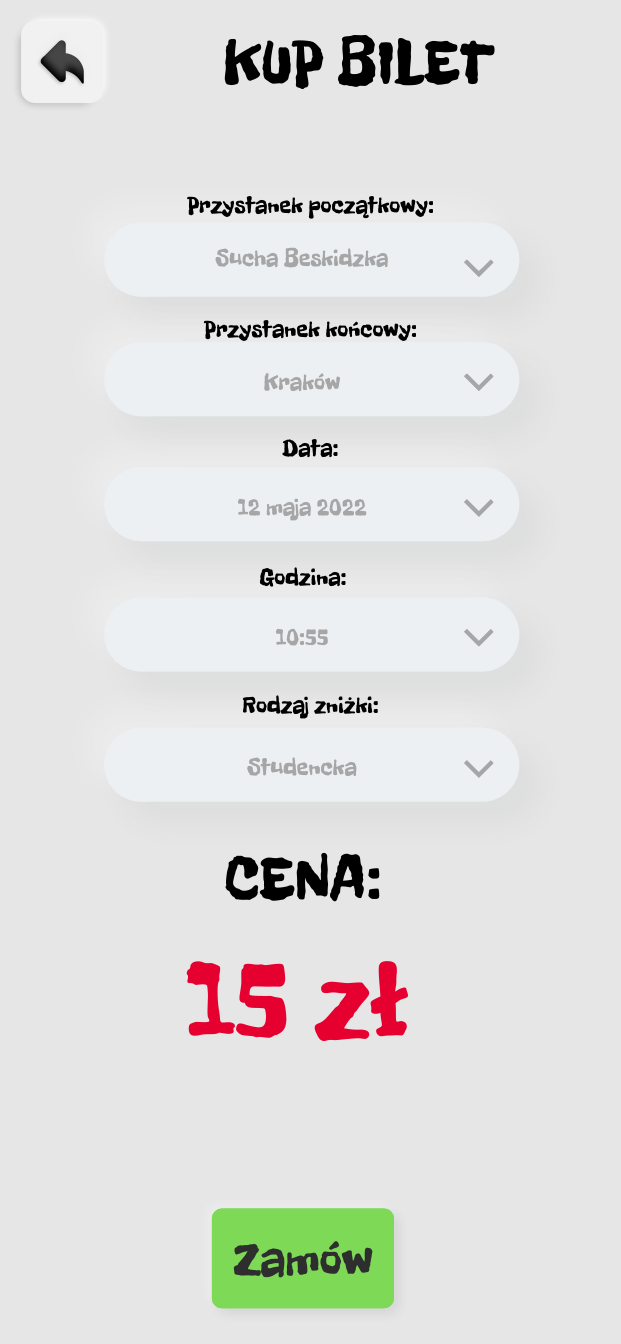 KUP BILET
Przystanek początkowy:
Sucha Beskidzka
Przystanek końcowy:
Kraków
Data:
12 maja 2022
Godzina:
10:55
Rodzaj zniżki:
Studencka
CENA:
15 zł
Zamów